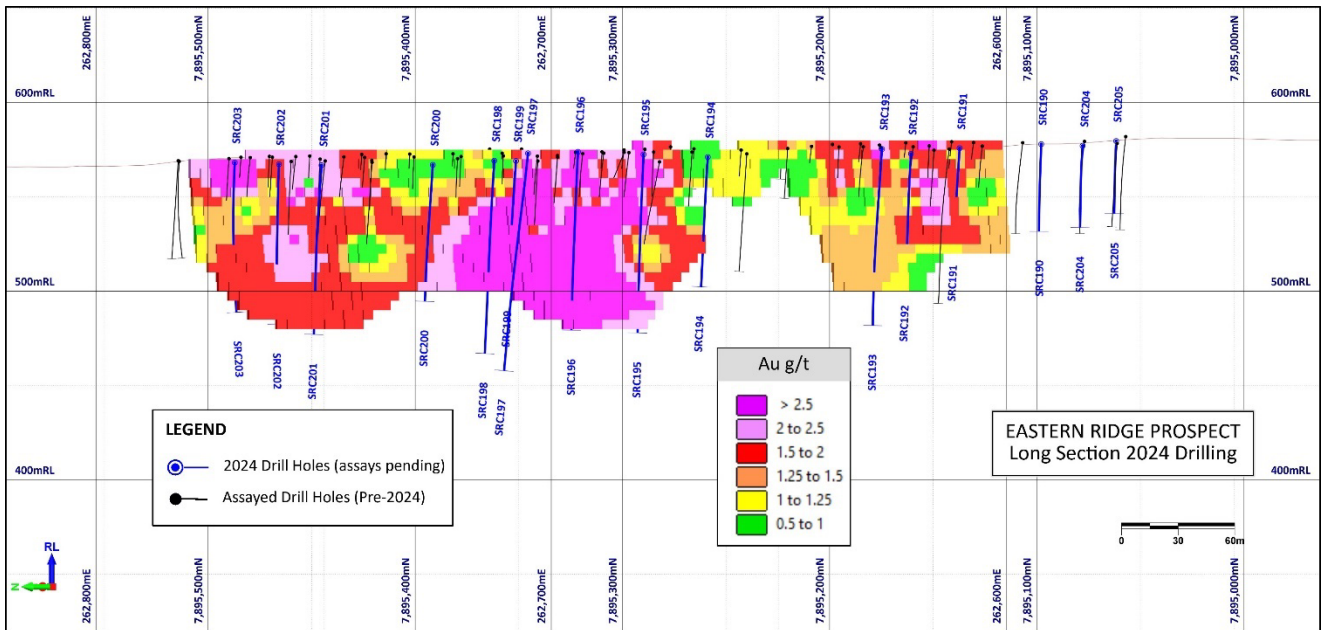 262,800mE
7,895,500mN
7,895,400mN
262,700mE
7,895,300mN
7,895,200mN
262,600mE
7,895,100mN
7,895,000mN
600mRL
600mRL
SRC203
SRC202
SRC201
SRC200
SRC198
SRC199
SRC197
SRC196
SRC195
SRC194
SRC193
SRC192
SRC191
SRC190
SRC204
SRC205
500mRL
500mRL
SRC203
SRC202
SRC201
SRC200
SRC198
SRC197
SRC199
SRC196
SRC195
SRC194
SRC193
SRC192
SRC191
SRC190
SRC204
SRC205
Au g/t
> 2.5
2 to 2.5
1.5 to 2
1.25 to 1.5
1 to 1.25
0.5 to 1
LEGEND
2024 Drill Holes (assays pending)
Assayed Drill Holes (Pre-2024)
EASTERN RIDGE PROSPECT
Long Section 2024 Drilling
400mRL
400mRL
0 30 60m
RL
N
262,800mE
7,895,500mN
7,895,400mN
262,700mE
7,895,300mN
7,895,200mN
262,600mE
7,895,100mN
7,895,000mN